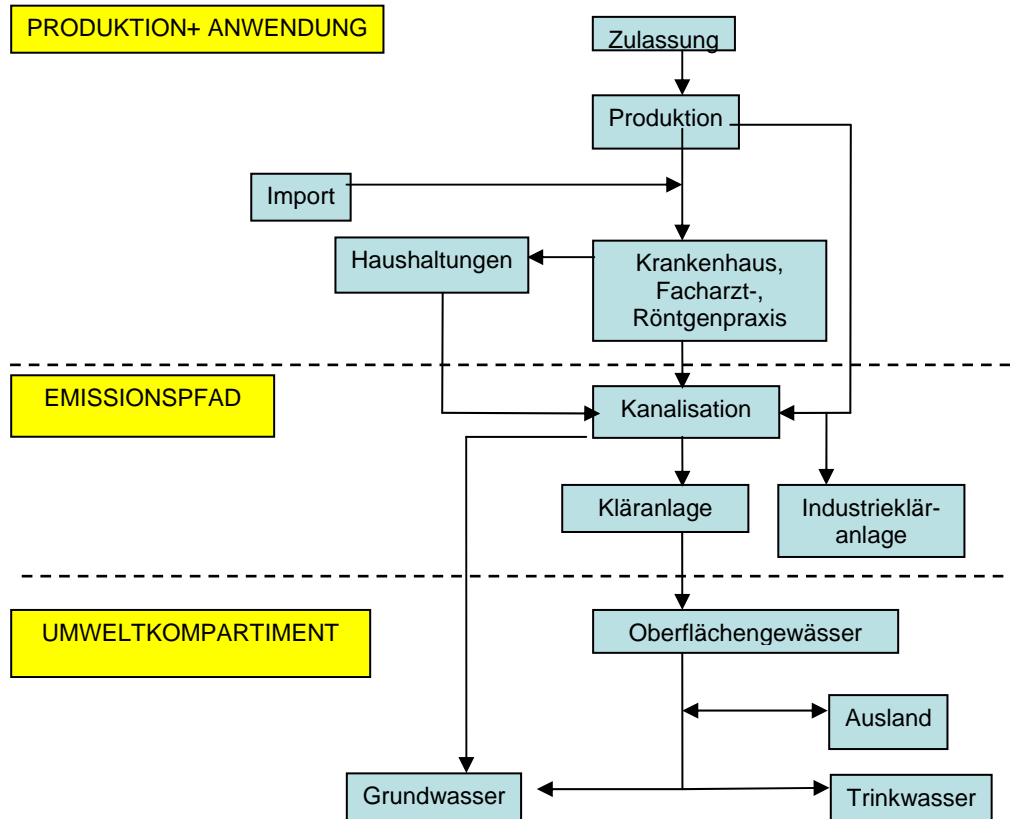 PRODUKTION+ ANWENDUNG
Zulassung
Produktion
Import
Haushaltungen
Krankenhaus,
Facharzt-,
Röntgenpraxis
EMISSIONSPFAD
Kanalisation
Kläranlage
Industrieklär-
anlage
UMWELTKOMPARTIMENT
Oberflächengewässer
Ausland
Grundwasser
Trinkwasser